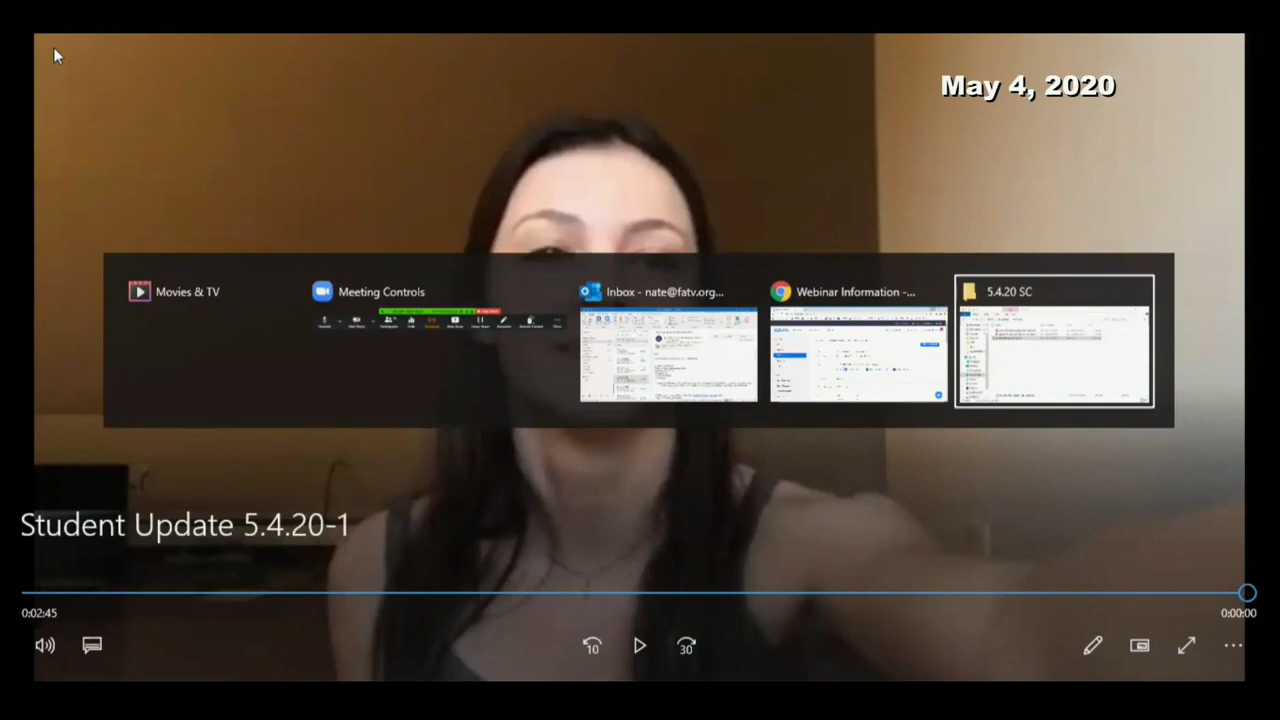 May 4, 2020
Movies & TV
Meeting Controls
Inbox - nate@fatv.org...
Webinar Information -...
5.4.20 SC
Student Update 5.4.20-1
0:02:45
0:00:00
10
30